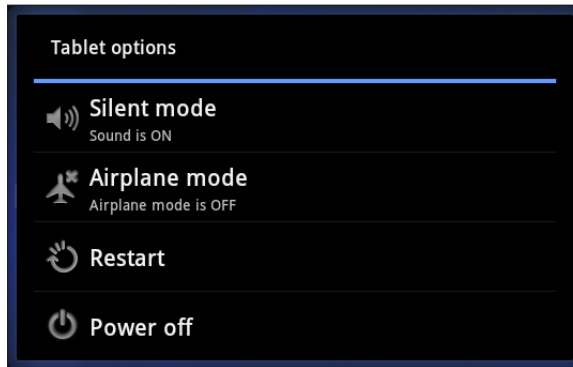 Tablet options
Silent mode
Sound is ON
Airplane mode
Airplane mode is OFF
Restart
Power off